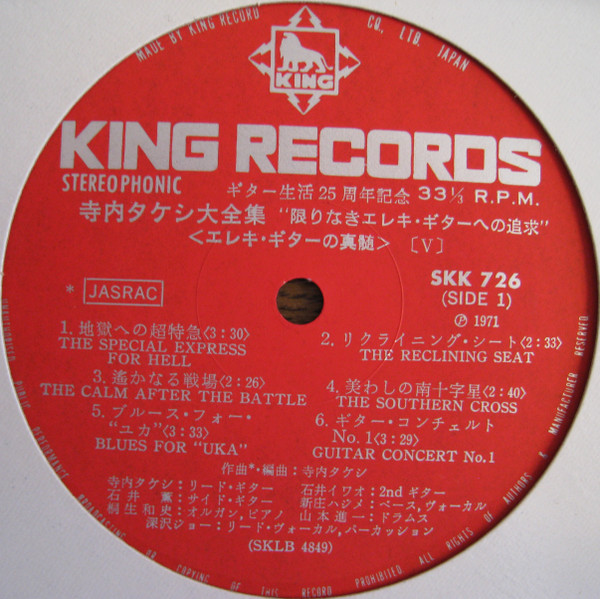 MADE BY KING RECORD CO., LTD. JAPAN
KING
KING RECORDS
STEREOPHONIC
ギター生活25周年記念 33⅓ R.P.M.
寺内タケシ大全集 “限りなきエレキ・ギターへの追求”
<エレキ・ギターの真髄> 〔V〕
SKK 726
* JASRAC
(SIDE 1)
Ⓟ 1971
1. 地獄への超特急<3:30>
THE SPECIAL EXPRESS
FOR HELL
2. リクライニング・シート<2:33>
THE RECLINING SEAT
3. 遙かなる戦場<2:26>
THE CALM AFTER THE BATTLE
4. 美わしの南十字星<2:40>
THE SOUTHERN CROSS
5. ブルース・フォー・
“ユカ”<3:33>
BLUES FOR “UKA”
6. ギター・コンチェルト
No.1<3:29>
GUITAR CONCERT No.1
作曲*・編曲：寺内タケシ
寺内タケシ：リード・ギター 石井イワオ：2nd ギター
石井 薫：サイド・ギター 新庄ハジメ：ベース，ヴォーカル
桐生和史：オルガン，ピアノ 山本進一：ドラムス
深沢ジョー：リード・ヴォーカル，パーカッション
(SKLB 4849)
UNAUTHORIZED PUBLIC PERFORMANCE BROADCASTING OR COPYING OF THIS RECORD PROHIBITED ALL RIGHTS OF AUTHORS & MANUFACTURER RESERVED